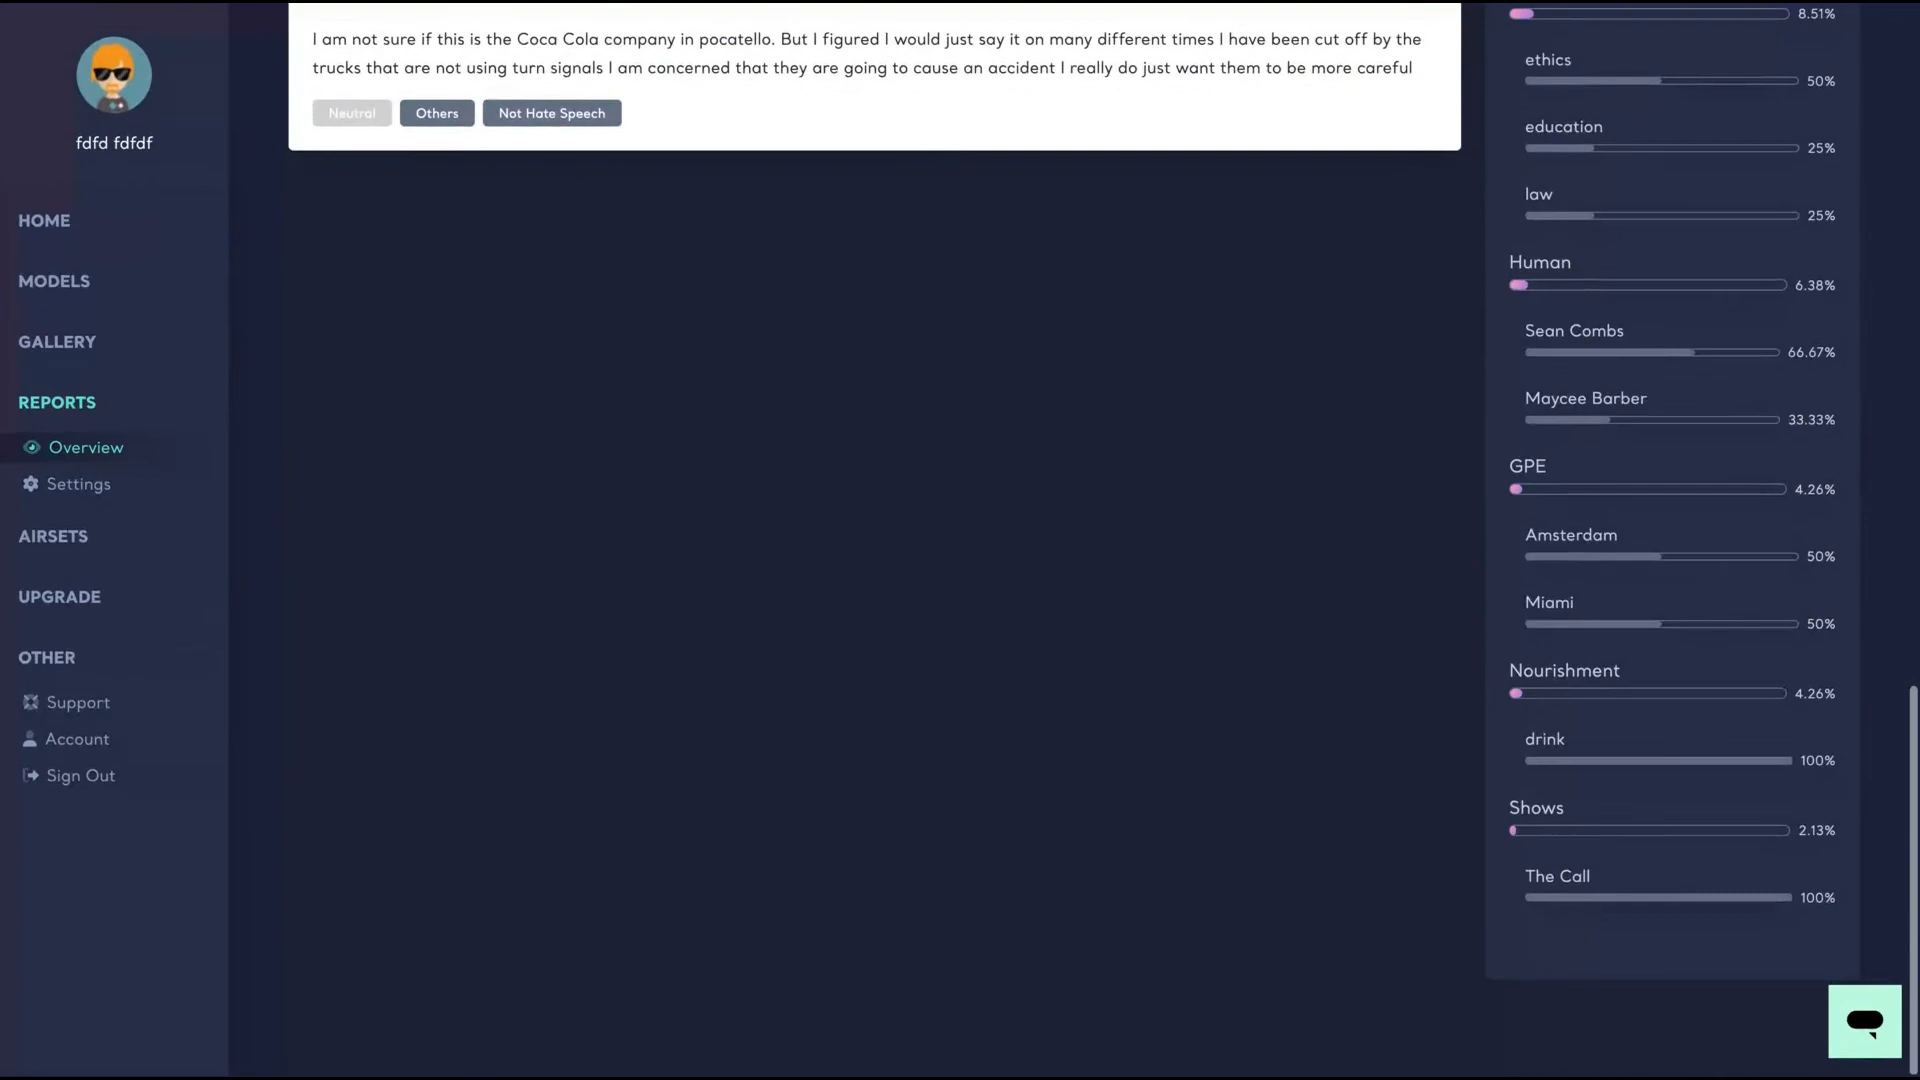 fdfd fdfdf
HOME
MODELS
GALLERY
REPORTS
Overview
Settings
AIRSETS
UPGRADE
OTHER
Support
Account
Sign Out
I am not sure if this is the Coca Cola company in pocatello. But I figured I would just say it on many different times I have been cut off by the
trucks that are not using turn signals I am concerned that they are going to cause an accident I really do just want them to be more careful
Neutral Others Not Hate Speech
8.51%
ethics
50%
education
25%
law
25%
Human
6.38%
Sean Combs
66.67%
Maycee Barber
33.33%
GPE
4.26%
Amsterdam
50%
Miami
50%
Nourishment
4.26%
drink
100%
Shows
2.13%
The Call
100%